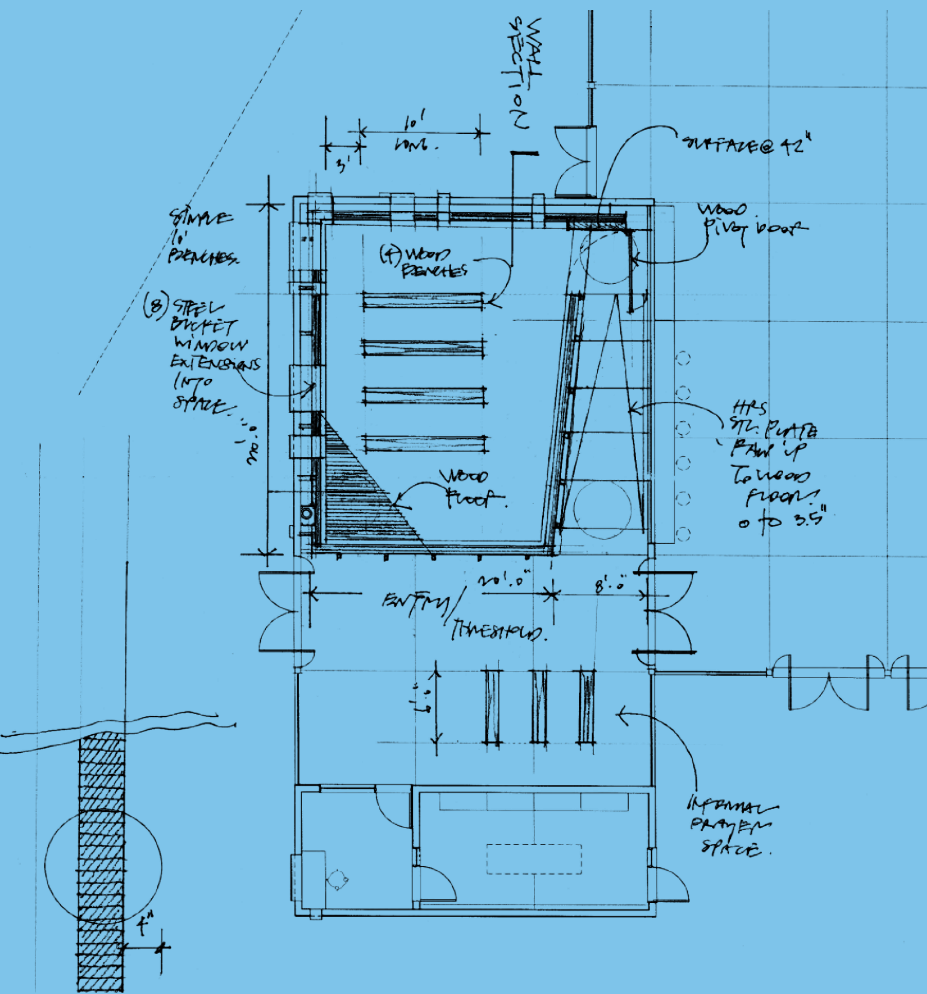 WALL
SECTION
10'
LONG.
3'
SURFACE @ 42"
WOOD
PIVOT DOOR
SIMPLE
10'
BENCHES.
(4) WOOD
BENCHES
(8) STEEL
BUCKET
WINDOW
EXTENSIONS
INTO
SPACE...
HRS
STL. PLATE
RAMP UP
TO WOOD
FLOORS
0 to 3.5"
WOOD
FLOOR.
20'.0"
8'.0"
ENTRY/
THRESHOLD.
INFORMAL
PRAYER
SPACE.
4"